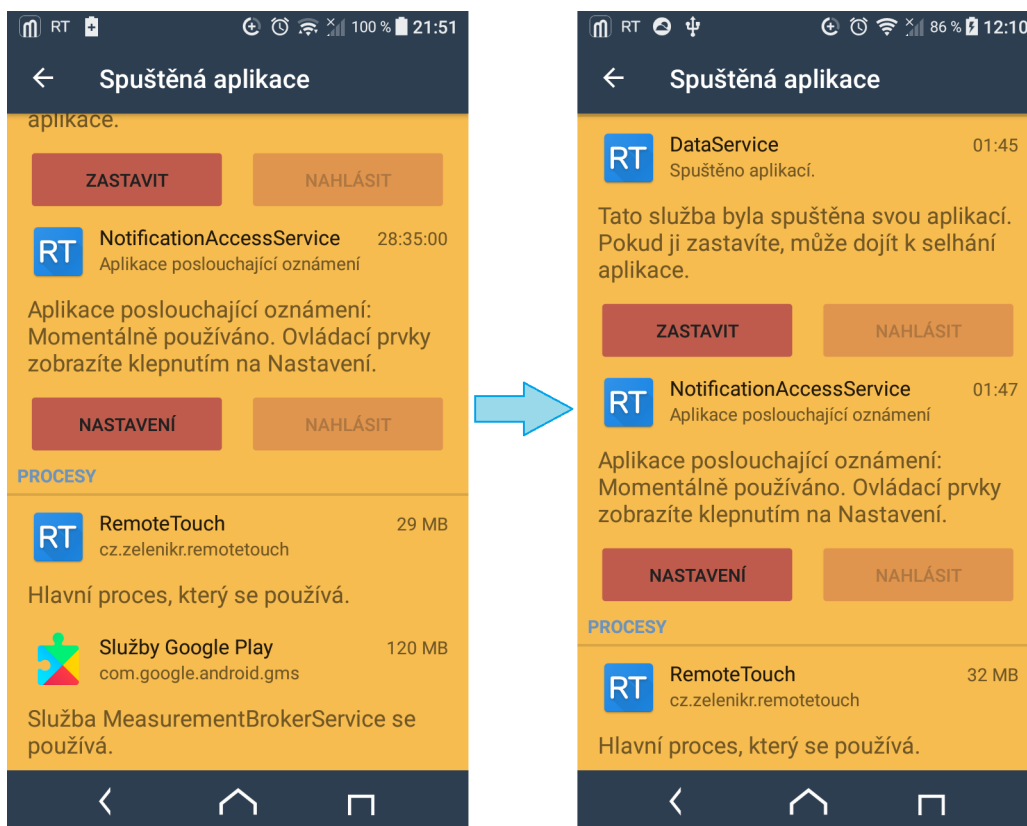 RT 100 % 21:51
Spuštěná aplikace
aplikace.
ZASTAVIT NAHLÁSIT
RT NotificationAccessService 28:35:00
Aplikace poslouchající oznámení
Aplikace poslouchající oznámení:
Momentálně používáno. Ovládací prvky
zobrazíte klepnutím na Nastavení.
NASTAVENÍ NAHLÁSIT
PROCESY
RT RemoteTouch 29 MB
cz.zelenikr.remotetouch
Hlavní proces, který se používá.
Služby Google Play 120 MB
com.google.android.gms
Služba MeasurementBrokerService se
používá.
RT 86 % 12:10
Spuštěná aplikace
RT DataService 01:45
Spuštěno aplikací.
Tato služba byla spuštěna svou aplikací.
Pokud ji zastavíte, může dojít k selhání
aplikace.
ZASTAVIT NAHLÁSIT
RT NotificationAccessService 01:47
Aplikace poslouchající oznámení
Aplikace poslouchající oznámení:
Momentálně používáno. Ovládací prvky
zobrazíte klepnutím na Nastavení.
NASTAVENÍ NAHLÁSIT
PROCESY
RT RemoteTouch 32 MB
cz.zelenikr.remotetouch
Hlavní proces, který se používá.